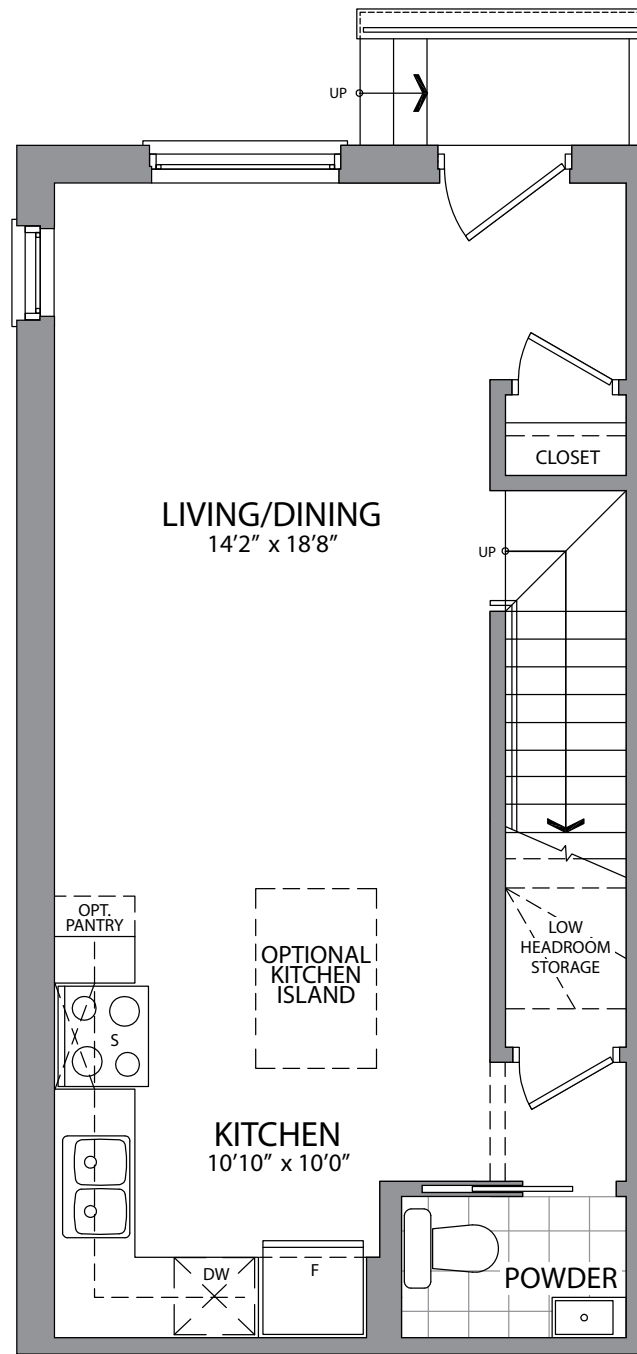 UP
CLOSET
LIVING/DINING
14'2" x 18'8"
UP
OPT.
PANTRY
LOW
HEADROOM
STORAGE
OPTIONAL
KITCHEN
ISLAND
S
KITCHEN
10'10" x 10'0"
DW
F
POWDER